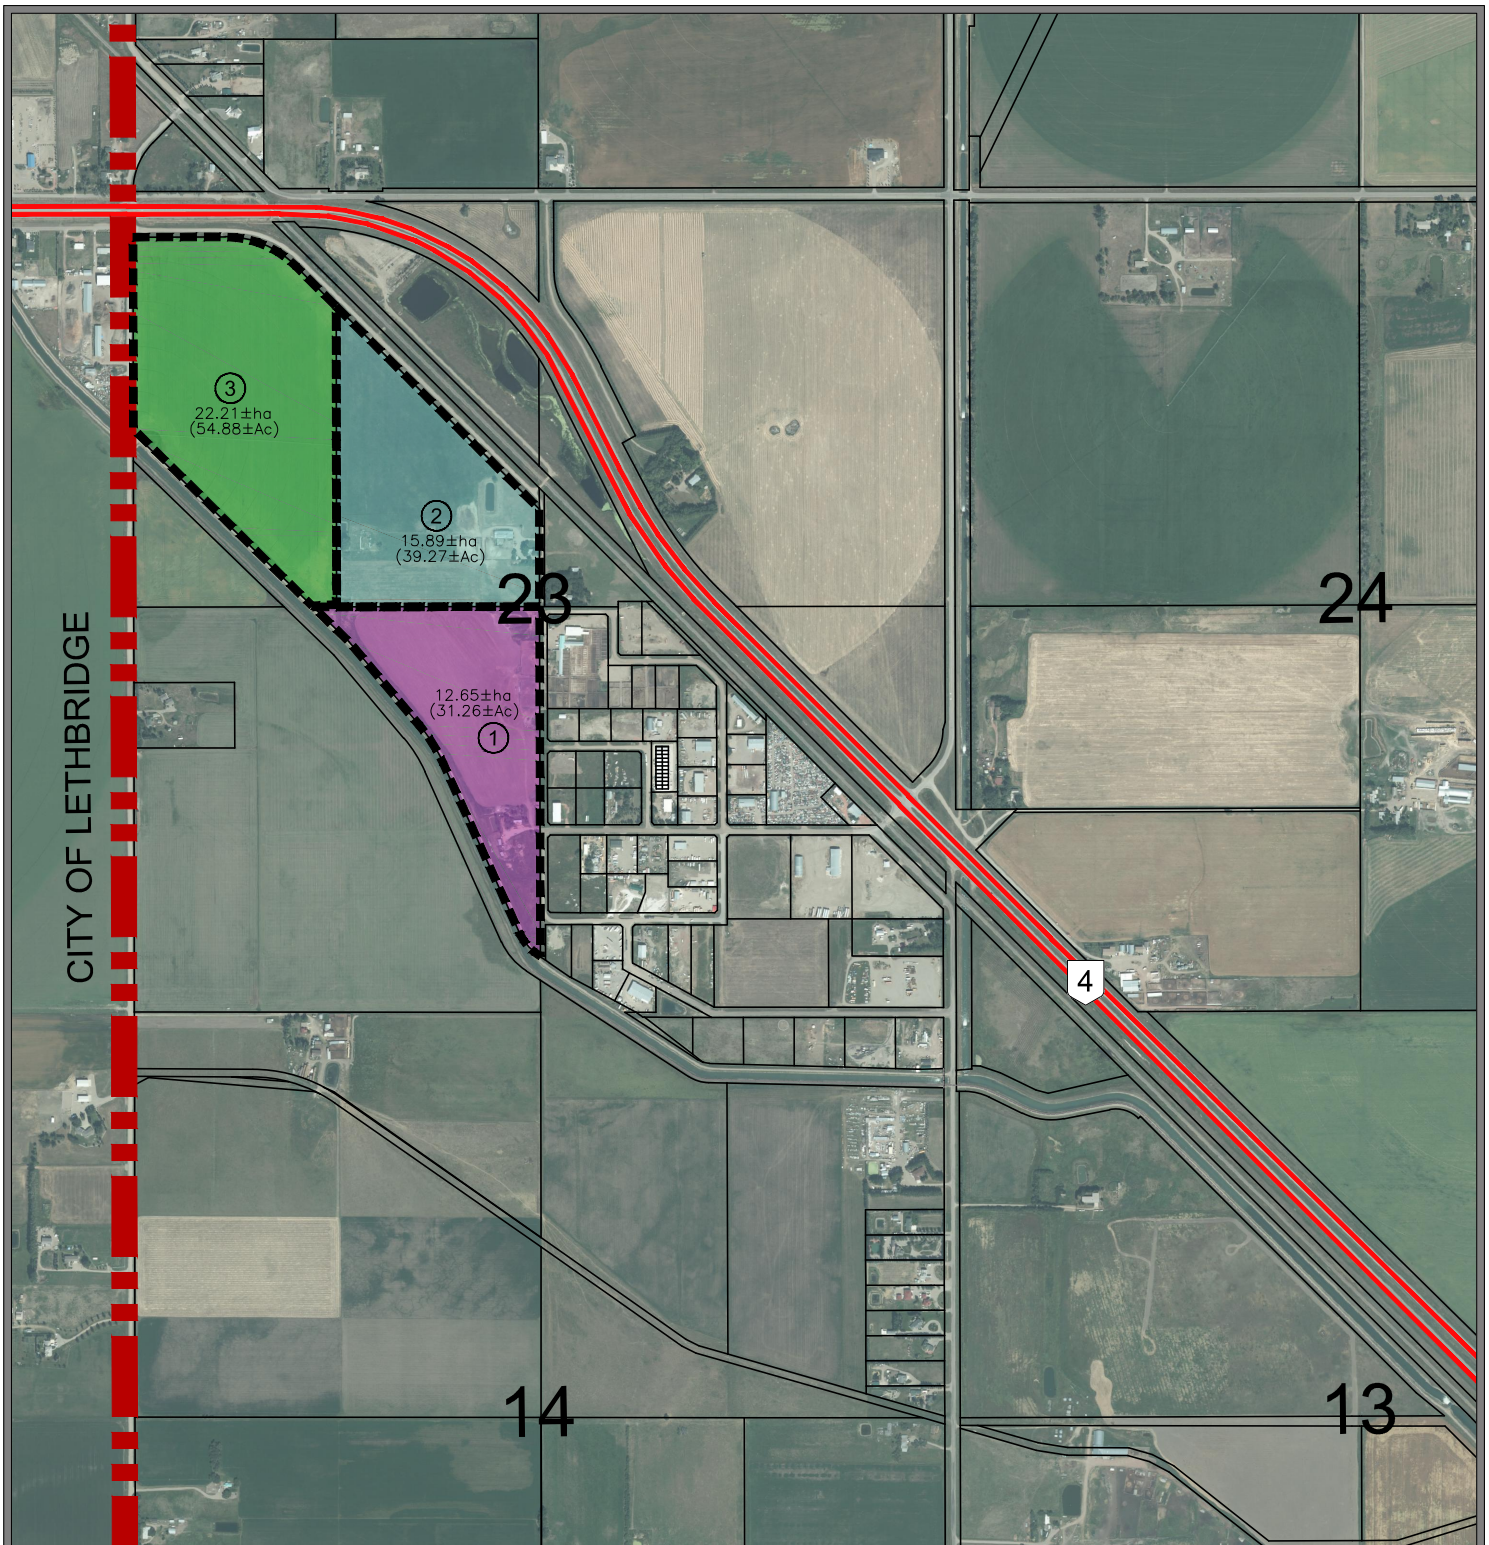 3
22.21±ha
(54.88±Ac)
2
15.89±ha
(39.27±Ac)
23
24
12.65±ha
(31.26±Ac)
1
CITY OF LETHBRIDGE
4
14
13